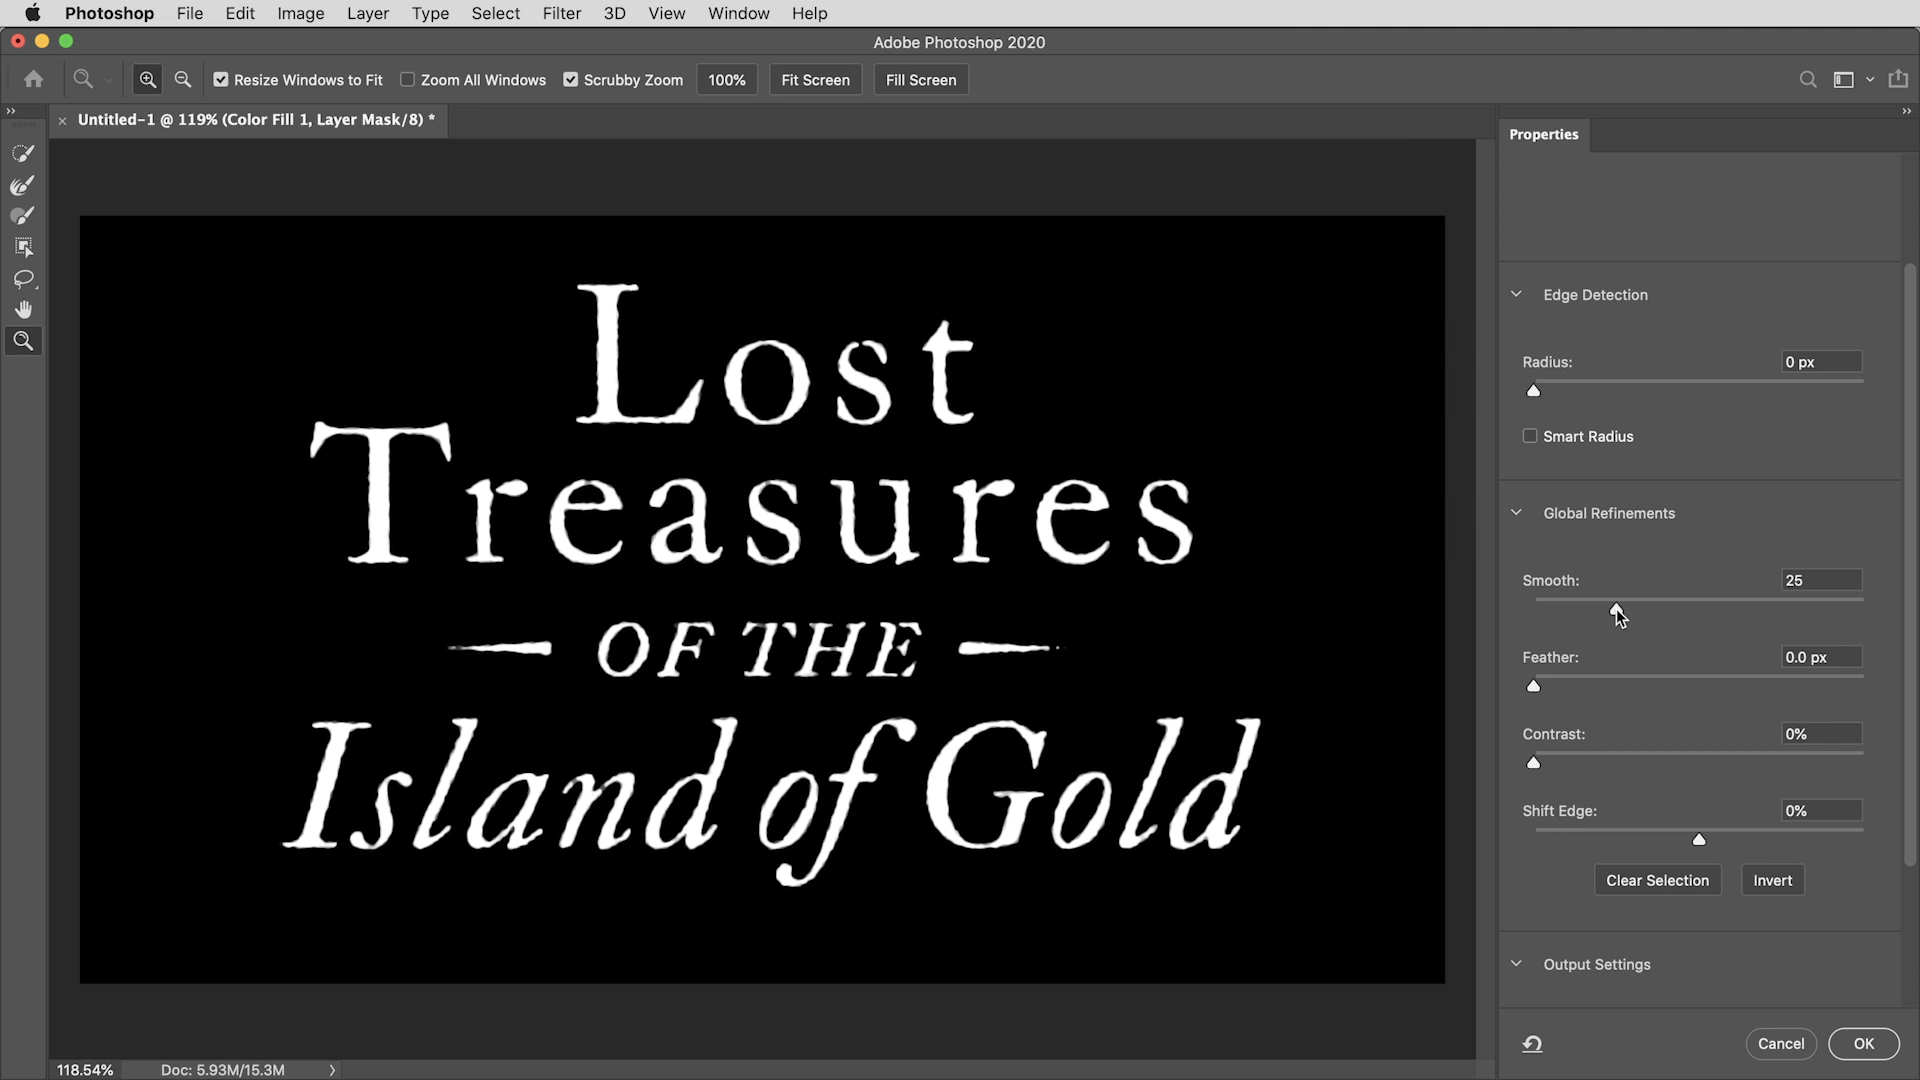 Photoshop File Edit Image Layer Type Select Filter 3D View Window Help
Adobe Photoshop 2020
Resize Windows to Fit Zoom All Windows Scrubby Zoom 100% Fit Screen Fill Screen
Untitled-1 @ 119% (Color Fill 1, Layer Mask/8) *
Properties
Lost
Treasures
OF THE
Island of Gold
Edge Detection
Radius: 0 px
Smart Radius
Global Refinements
Smooth: 25
Feather: 0.0 px
Contrast: 0%
Shift Edge: 0%
Clear Selection Invert
Output Settings
Cancel OK
118.54% Doc: 5.93M/15.3M